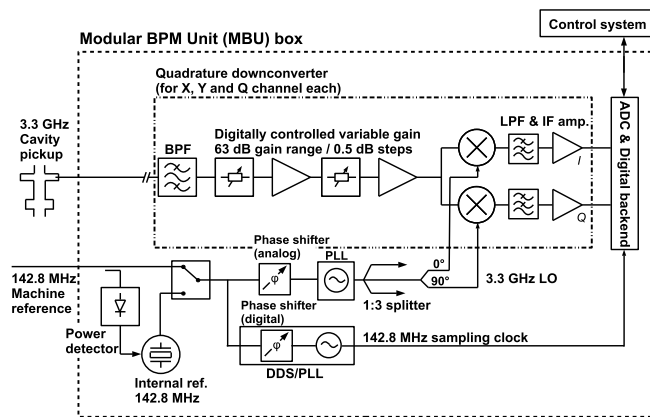 Control system
Modular BPM Unit (MBU) box
Quadrature downconverter
(for X, Y and Q channel each)
3.3 GHz
Cavity
pickup
BPF
Digitally controlled variable gain
63 dB gain range / 0.5 dB steps
LPF & IF amp.
I
Q
ADC & Digital backend
142.8 MHz
Machine
reference
Phase shifter
(analog)
φ
PLL
0°
90°
3.3 GHz LO
1:3 splitter
Power
detector
Internal ref.
142.8 MHz
Phase shifter
(digital)
φ
DDS/PLL
142.8 MHz sampling clock